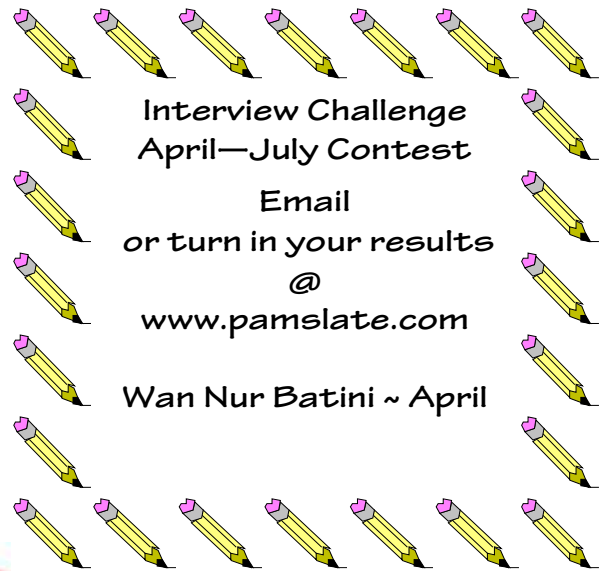 Interview Challenge
April—July Contest
Email
or turn in your results
@
www.pamslate.com
Wan Nur Batini ~ April